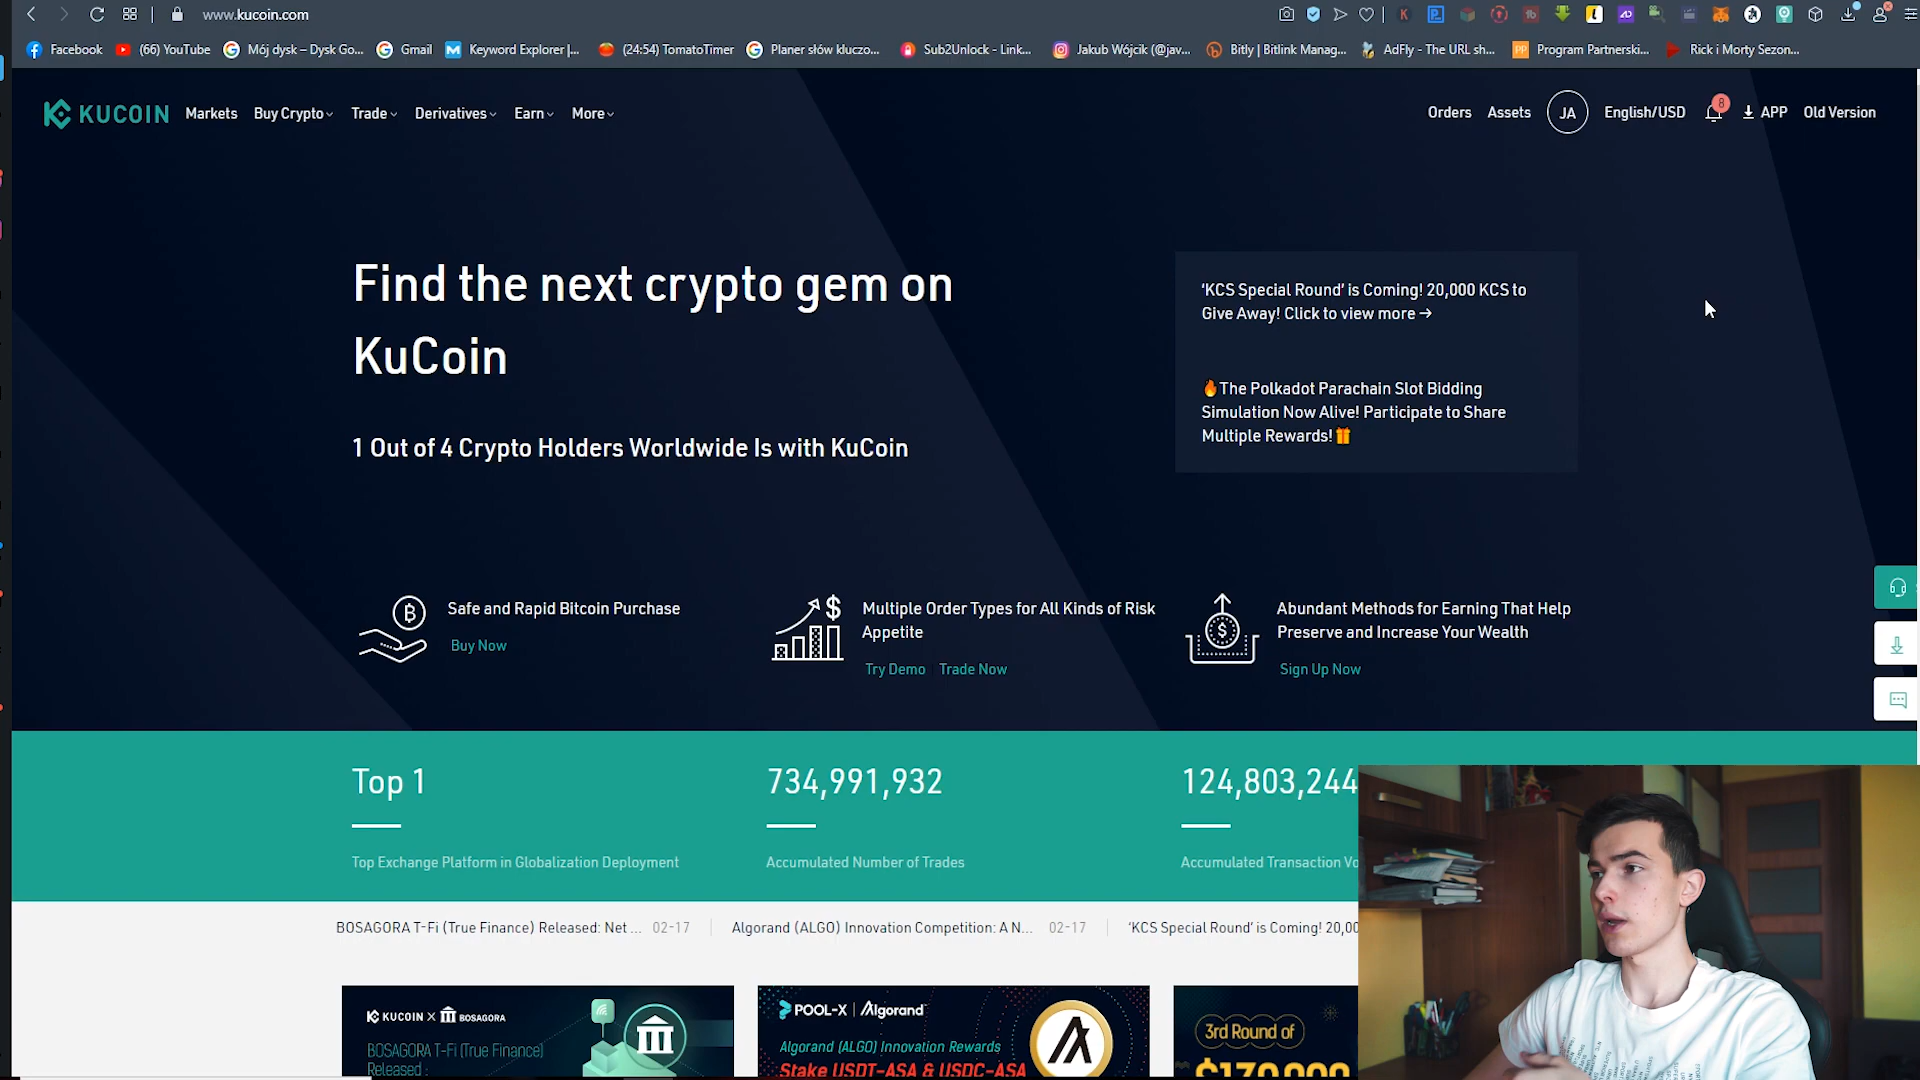 www.kucoin.com
Facebook
(66) YouTube
Mój dysk – Dysk Go...
Gmail
Keyword Explorer |...
(24:54) TomatoTimer
Planer słów kluczo...
Sub2Unlock - Link...
Jakub Wójcik (@jav...
Bitly | Bitlink Manag...
AdFly - The URL sh...
Program Partnerski...
Rick i Morty Sezon...
KUCOIN
Markets
Buy Crypto
Trade
Derivatives
Earn
More
Orders
Assets
JA
English/USD
8
APP
Old Version
Find the next crypto gem on
KuCoin
1 Out of 4 Crypto Holders Worldwide Is with KuCoin
‘KCS Special Round’ is Coming! 20,000 KCS to
Give Away! Click to view more →
🔥The Polkadot Parachain Slot Bidding
Simulation Now Alive! Participate to Share
Multiple Rewards!🎁
Safe and Rapid Bitcoin Purchase
Buy Now
Multiple Order Types for All Kinds of Risk
Appetite
Try Demo
Trade Now
Abundant Methods for Earning That Help
Preserve and Increase Your Wealth
Sign Up Now
Top 1
Top Exchange Platform in Globalization Deployment
734,991,932
Accumulated Number of Trades
124,803,244
Accumulated Transaction Vo
BOSAGORA T-Fi (True Finance) Released: Net ... 02-17
Algorand (ALGO) Innovation Competition: A N... 02-17
‘KCS Special Round’ is Coming! 20,00
KUCOIN × BOSAGORA
BOSAGORA T-Fi (True Finance)
Released :
POOL-X | Algorand
Algorand (ALGO) Innovation Rewards
Stake USDT-ASA & USDC-ASA
3rd Round of